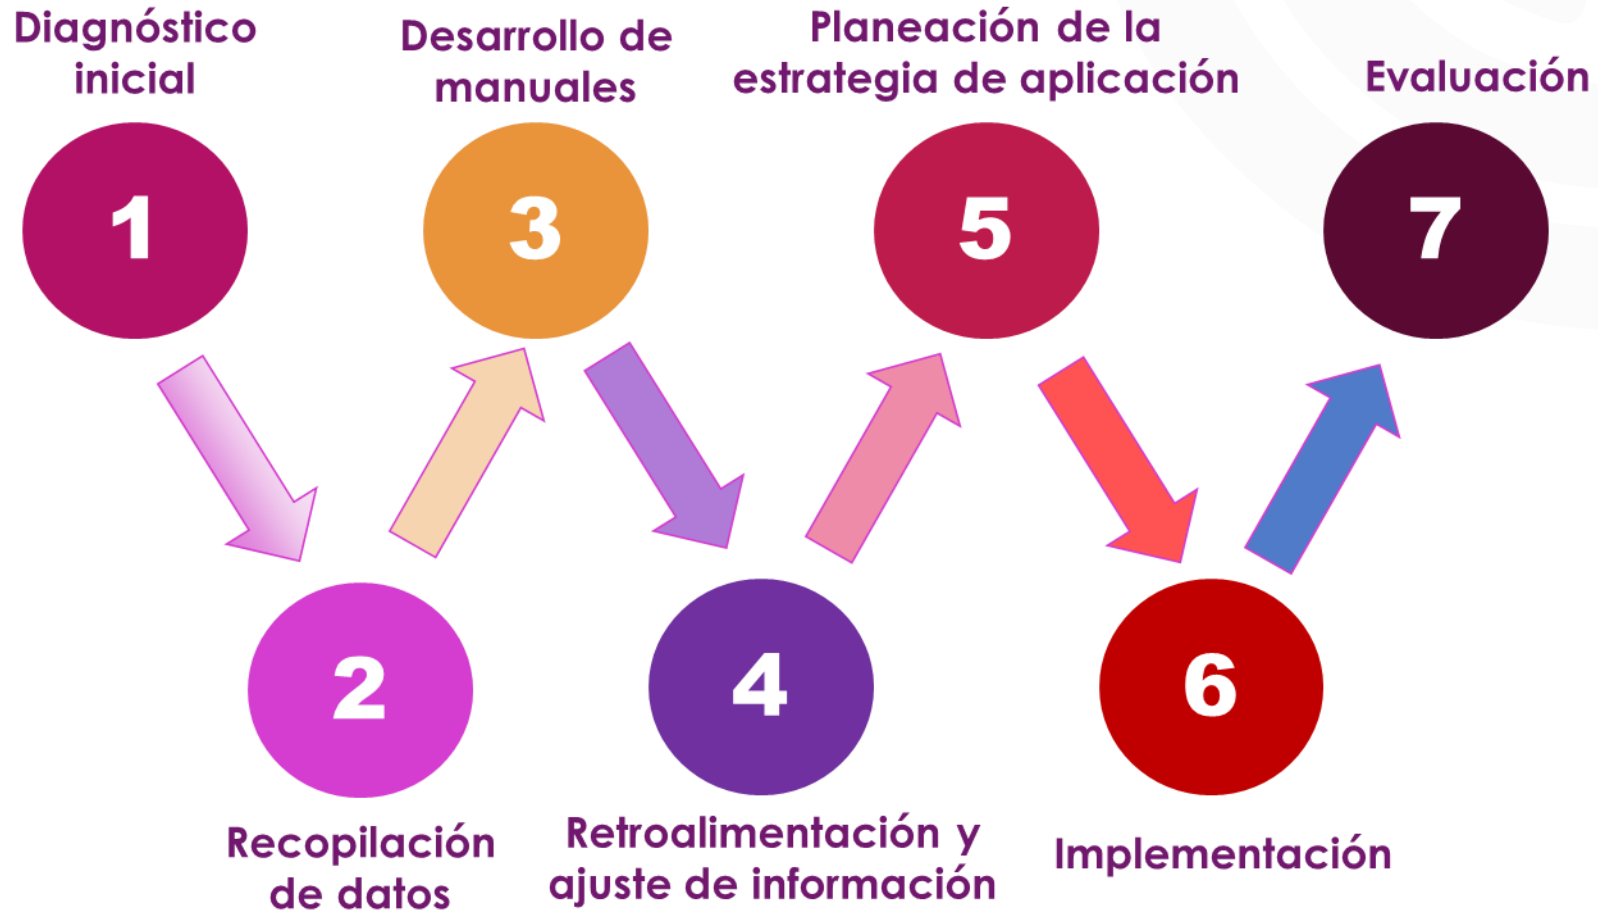 Diagnóstico
inicial
1
2
Recopilación
de datos
Desarrollo de
manuales
3
4
Retroalimentación y
ajuste de información
Planeación de la
estrategia de aplicación
5
6
Implementación
Evaluación
7